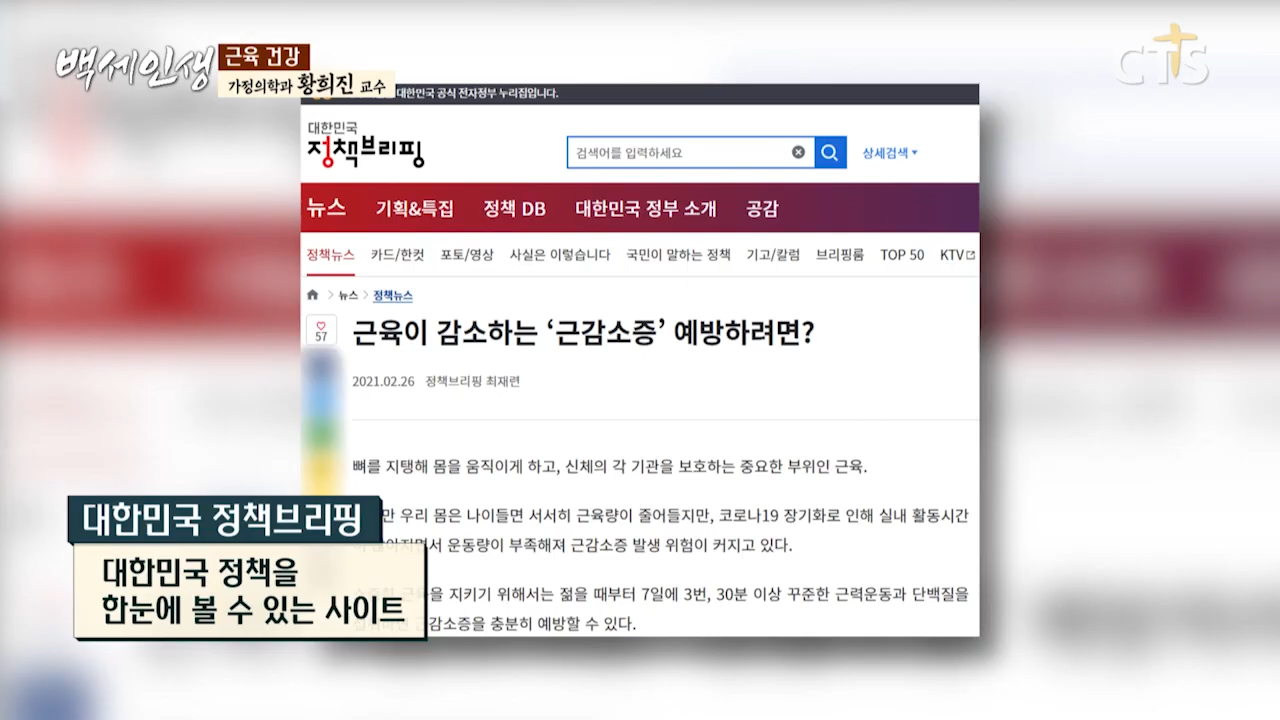 백세인생
근육 건강
가정의학과 황희진 교수
CTS
대한민국 공식 전자정부 누리집입니다.
대한민국
정책브리핑
검색어를 입력하세요
상세검색
뉴스 기획&특집 정책 DB 대한민국 정부 소개 공감
정책뉴스 카드/한컷 포토/영상 사실은 이렇습니다 국민이 말하는 정책 기고/칼럼 브리핑룸 TOP 50 KTV
뉴스 > 정책뉴스
57
근육이 감소하는 ‘근감소증’ 예방하려면?
2021.02.26 정책브리핑 최재련
뼈를 지탱해 몸을 움직이게 하고, 신체의 각 기관을 보호하는 중요한 부위인 근육.
우리 몸은 나이들면 서서히 근육량이 줄어들지만, 코로나19 장기화로 인해 실내 활동시간
운동량이 부족해져 근감소증 발생 위험이 커지고 있다.
지키기 위해서는 젊을 때부터 7일에 3번, 30분 이상 꾸준한 근력운동과 단백질을
충분히 예방할 수 있다.
대한민국 정책브리핑
대한민국 정책을
한눈에 볼 수 있는 사이트